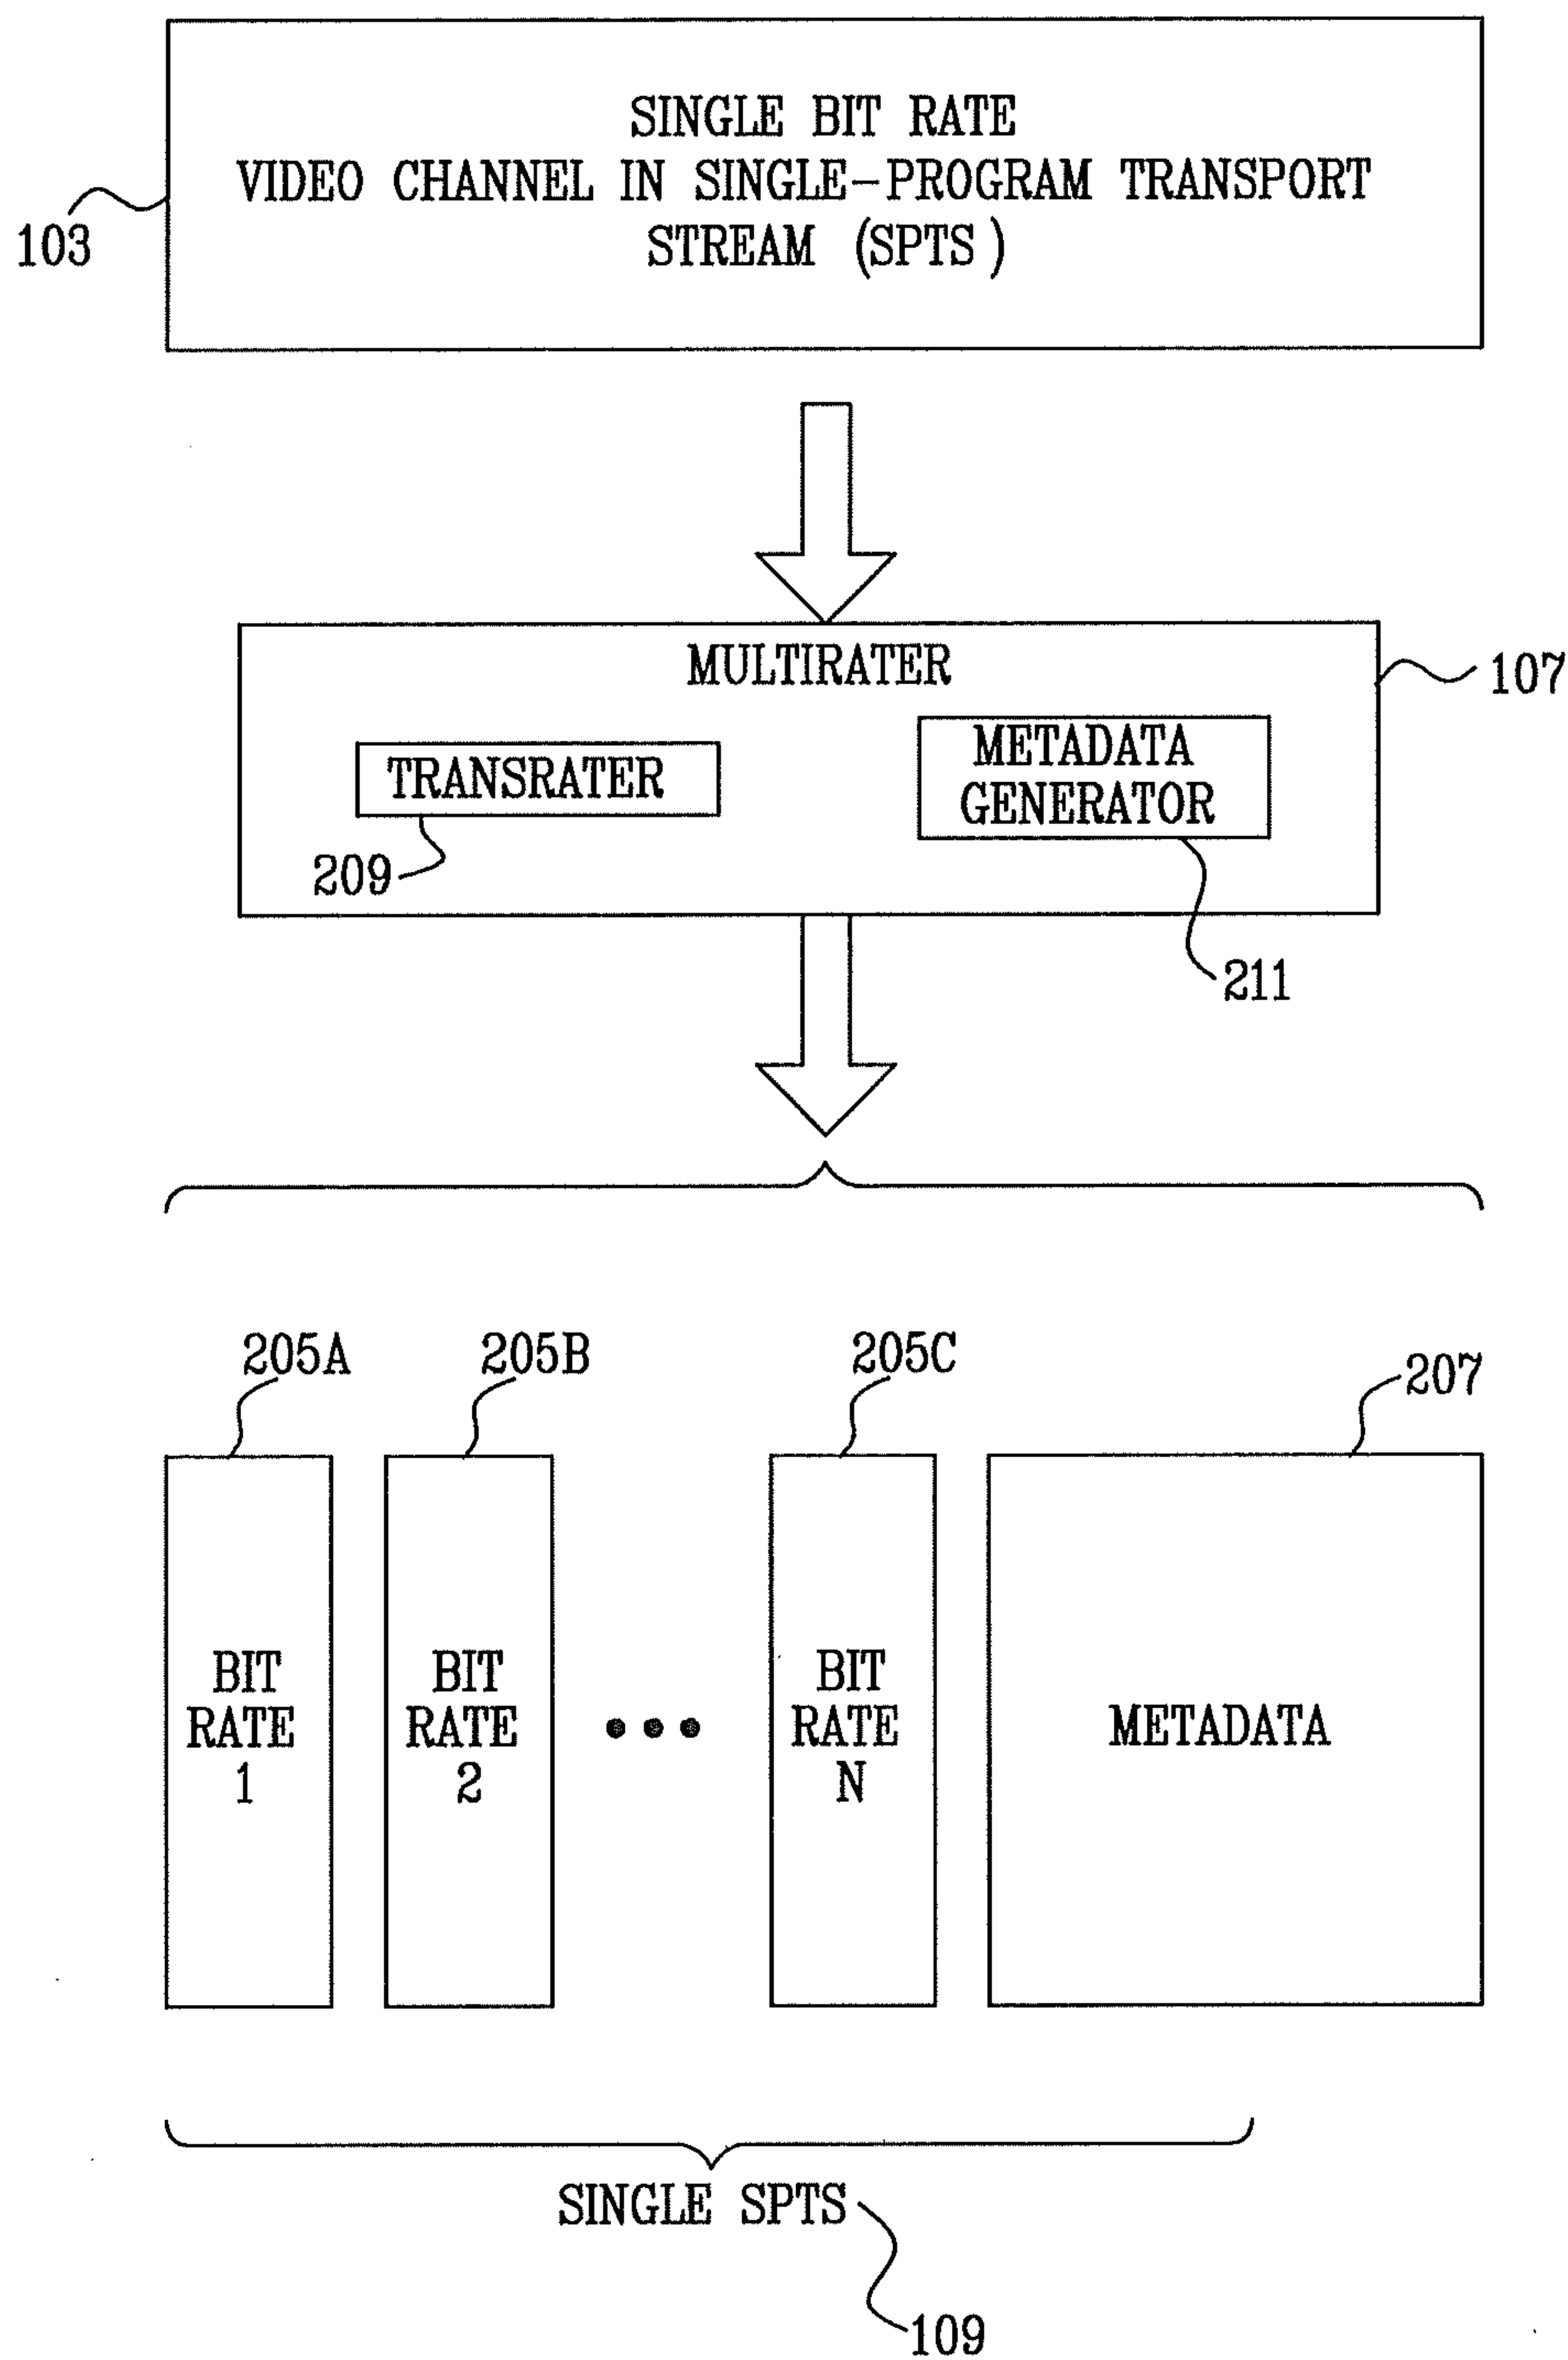 SINGLE BIT RATE
VIDEO CHANNEL IN SINGLE-PROGRAM TRANSPORT
STREAM (SPTS)
103
MULTIRATER
107
TRANSRATER
METADATA
GENERATOR
209
211
205A
205B
205C
207
BIT
RATE
1
BIT
RATE
2
BIT
RATE
N
METADATA
SINGLE SPTS
109